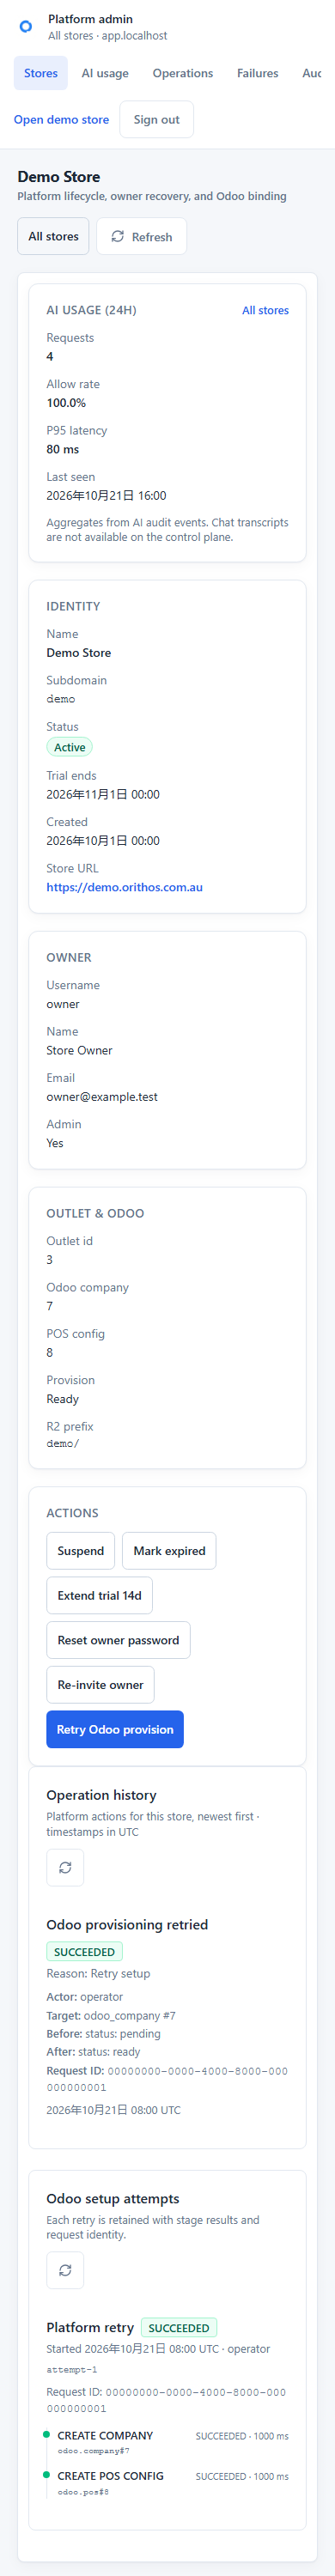 Platform admin
All stores · app.localhost
Stores AI usage Operations Failures Auc
Open demo store Sign out
Demo Store
Platform lifecycle, owner recovery, and Odoo binding
All stores Refresh
AI USAGE (24H) All stores
Requests
4
Allow rate
100.0%
P95 latency
80 ms
Last seen
2026年10月21日 16:00
Aggregates from AI audit events. Chat transcripts
are not available on the control plane.
IDENTITY
Name
Demo Store
Subdomain
demo
Status
Active
Trial ends
2026年11月1日 00:00
Created
2026年10月1日 00:00
Store URL
https://demo.orithos.com.au
OWNER
Username
owner
Name
Store Owner
Email
owner@example.test
Admin
Yes
OUTLET & ODOO
Outlet id
3
Odoo company
7
POS config
8
Provision
Ready
R2 prefix
demo/
ACTIONS
Suspend Mark expired
Extend trial 14d
Reset owner password
Re-invite owner
Retry Odoo provision
Operation history
Platform actions for this store, newest first ·
timestamps in UTC
Odoo provisioning retried
SUCCEEDED
Reason: Retry setup
Actor: operator
Target: odoo_company #7
Before: status: pending
After: status: ready
Request ID: 00000000-0000-4000-8000-000
000000001
2026年10月21日 08:00 UTC
Odoo setup attempts
Each retry is retained with stage results and
request identity.
Platform retry SUCCEEDED
Started 2026年10月21日 08:00 UTC · operator
attempt-1
Request ID: 00000000-0000-4000-8000-000
000000001
CREATE COMPANY SUCCEEDED · 1000 ms
odoo.company#7
CREATE POS CONFIG SUCCEEDED · 1000 ms
odoo.pos#8